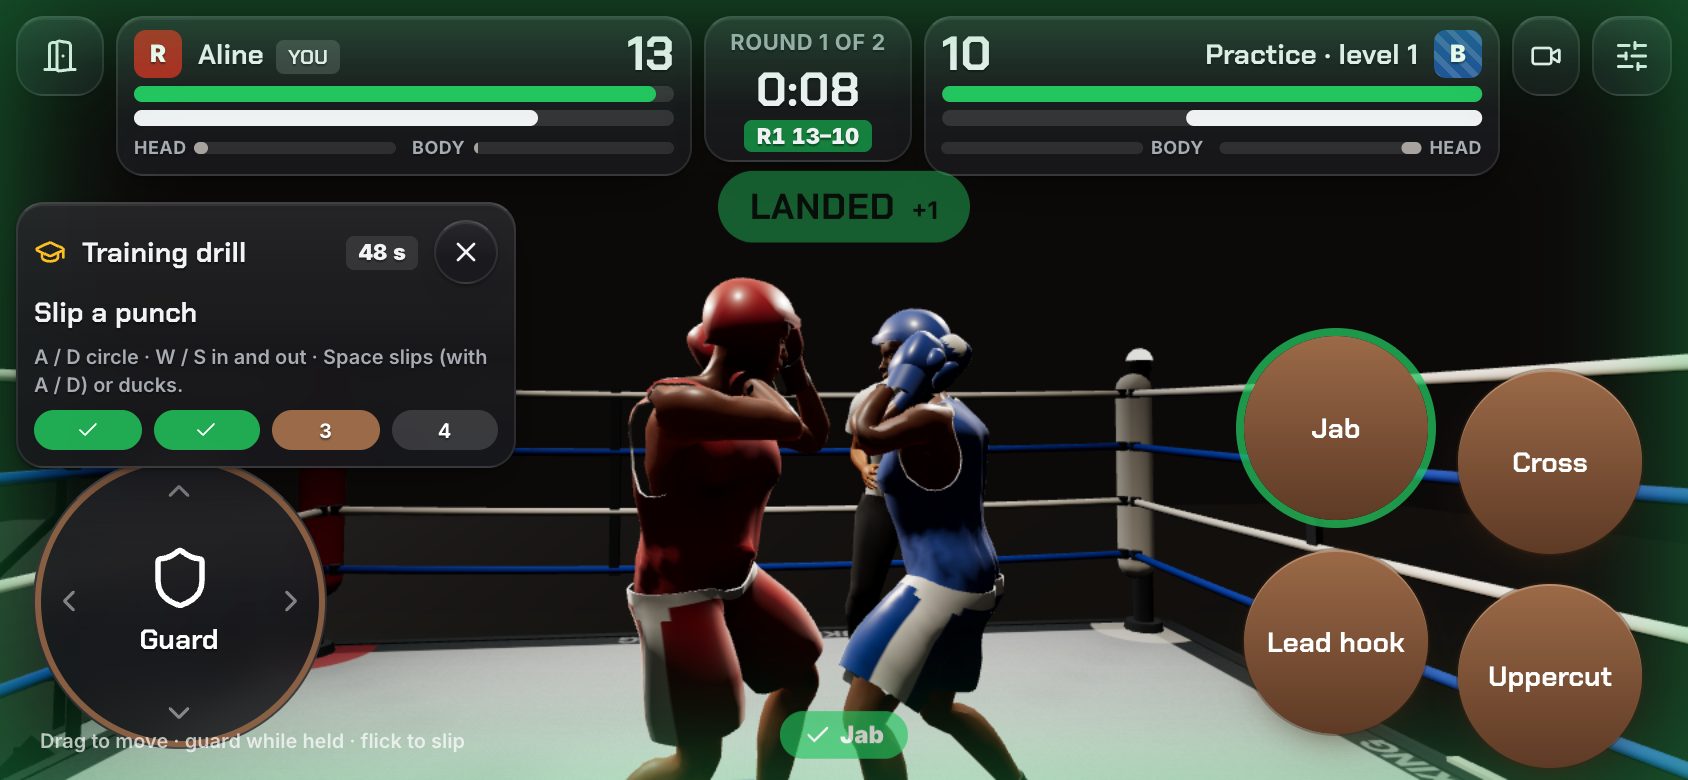 R Aline YOU 13
HEAD BODY
ROUND 1 OF 2
0:08
R1 13–10
10 Practice · level 1 B
BODY HEAD
LANDED +1
Training drill 48 s
Slip a punch
A / D circle · W / S in and out · Space slips (with
A / D) or ducks.
3 4
Guard
Drag to move · guard while held · flick to slip
Jab
Cross
Lead hook
Uppercut
Jab